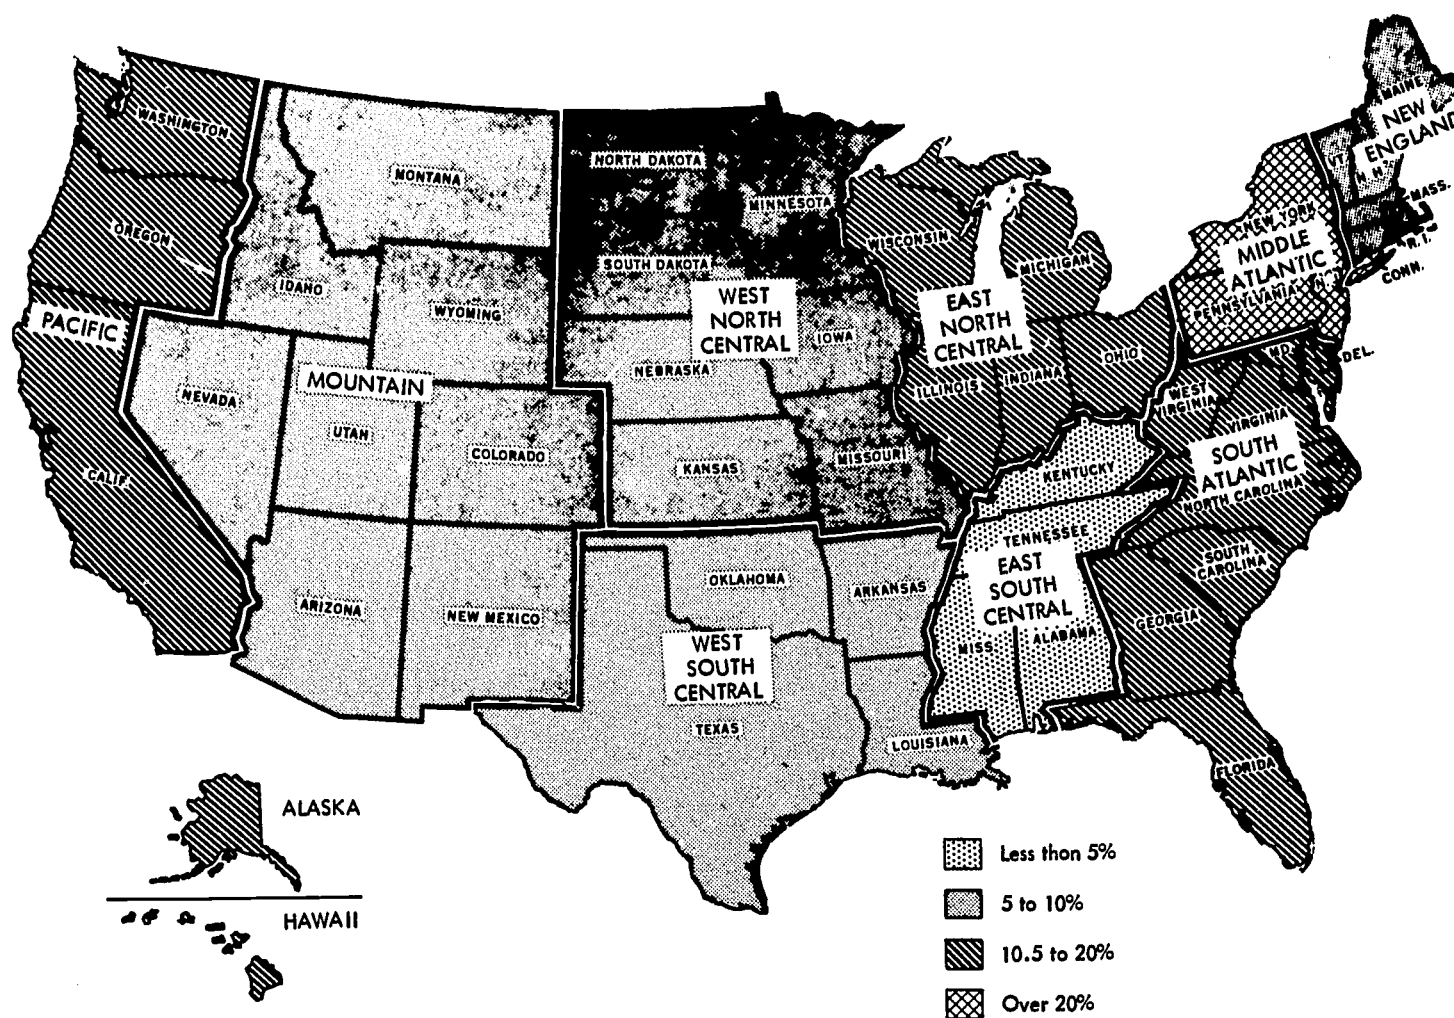 WASHINGTON
MONTANA
NORTH DAKOTA
MINNESOTA
MAINE
NEW
ENGLAND
VT.
N. H.
MASS.
R. I.
CONN.
OREGON
IDAHO
WYOMING
SOUTH DAKOTA
WISCONSIN
MICHIGAN
NEW YORK
MIDDLE
ATLANTIC
PENNSYLVANIA
PACIFIC
WEST
NORTH
CENTRAL
EAST
NORTH
CENTRAL
IOWA
NEBRASKA
ILLINOIS
INDIANA
OHIO
MD.
DEL.
NEVADA
MOUNTAIN
UTAH
COLORADO
KANSAS
MISSOURI
KENTUCKY
WEST
VIRGINIA
VIRGINIA
SOUTH
ATLANTIC
NORTH CAROLINA
CALIF.
ARIZONA
NEW MEXICO
OKLAHOMA
ARKANSAS
TENNESSEE
EAST
SOUTH
CENTRAL
SOUTH
CAROLINA
GEORGIA
MISS.
ALABAMA
WEST
SOUTH
CENTRAL
TEXAS
LOUISIANA
FLORIDA
ALASKA
HAWAII
Less than 5%
5 to 10%
10.5 to 20%
Over 20%